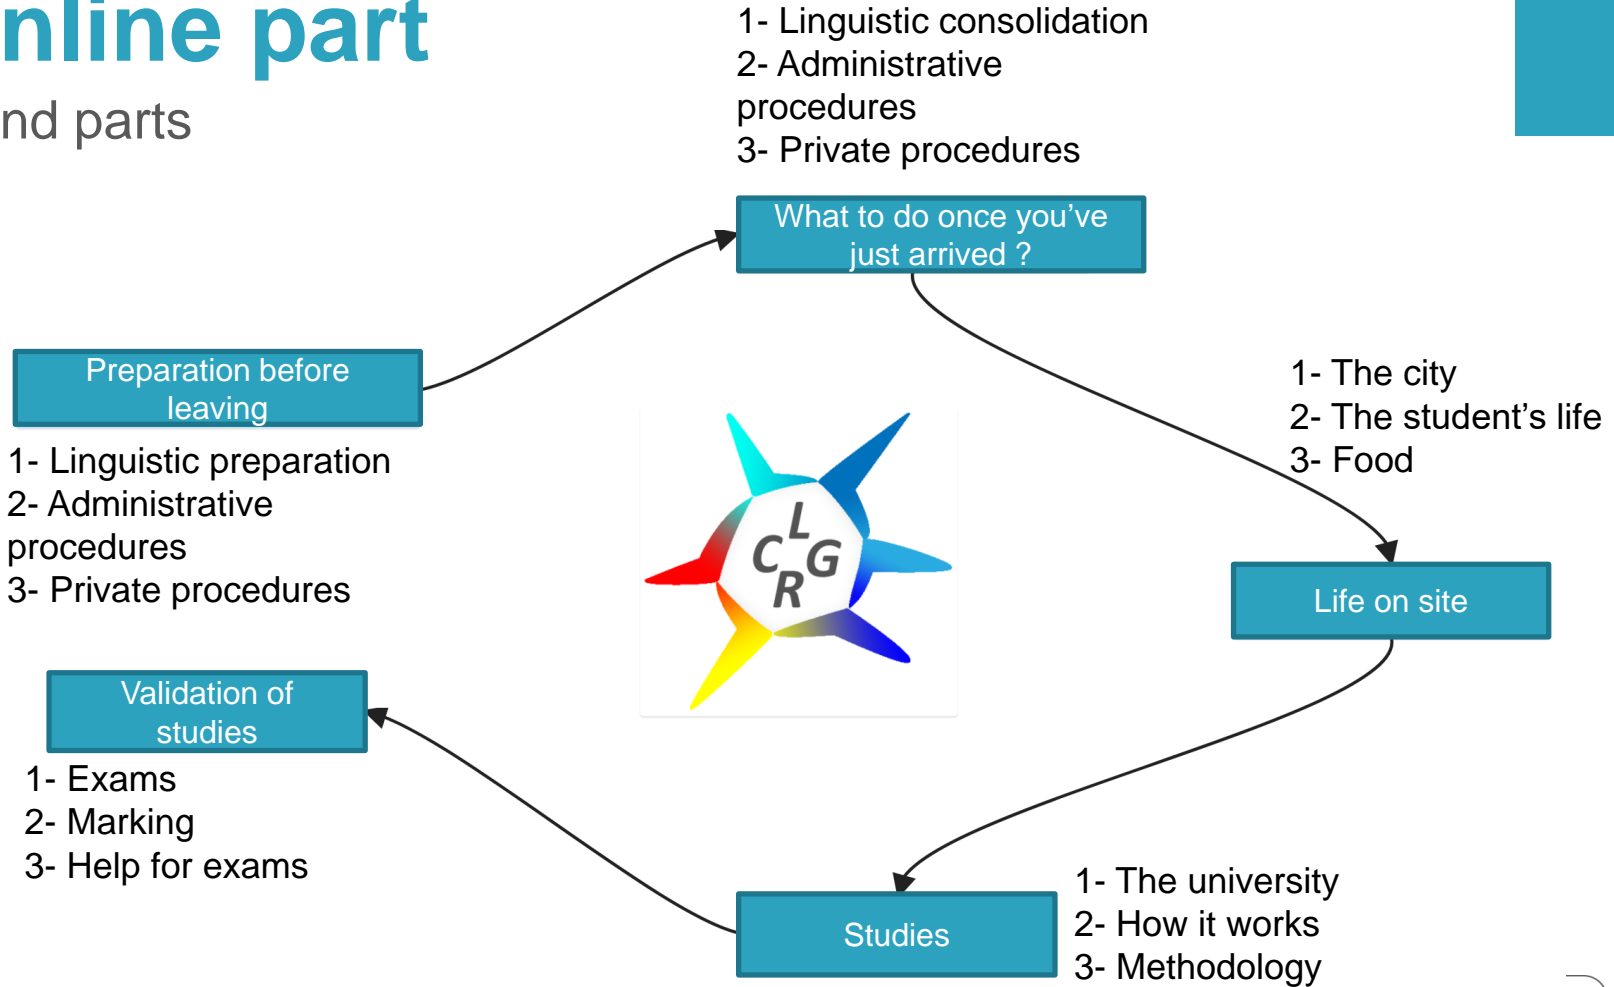 nline part
nd parts
1- Linguistic consolidation
2- Administrative
procedures
3- Private procedures
What to do once you've
just arrived ?
Preparation before
leaving
1- Linguistic preparation
2- Administrative
procedures
3- Private procedures
1- The city
2- The student's life
3- Food
L
C G
R
Life on site
Validation of
studies
1- Exams
2- Marking
3- Help for exams
Studies
1- The university
2- How it works
3- Methodology